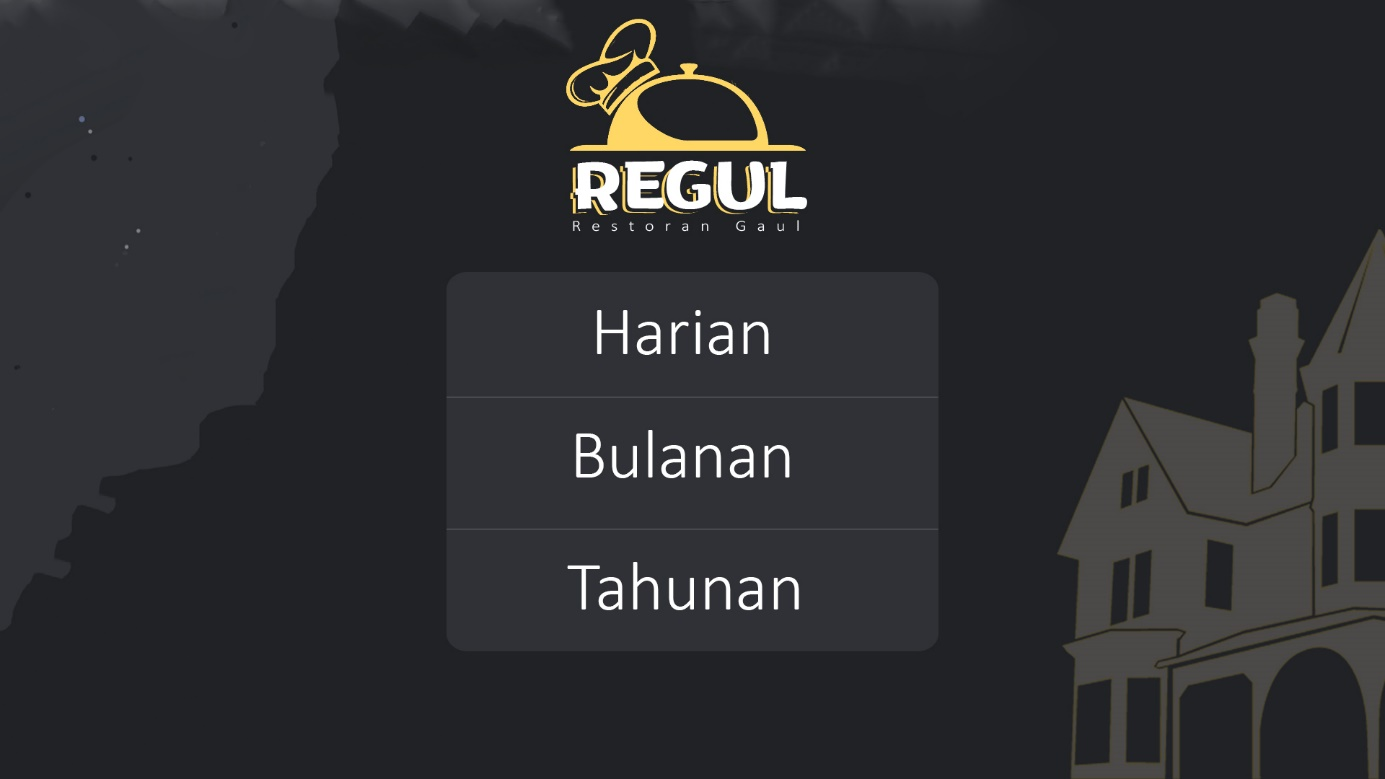 REGUL
Restoran Gaul
Harian
Bulanan
Tahunan